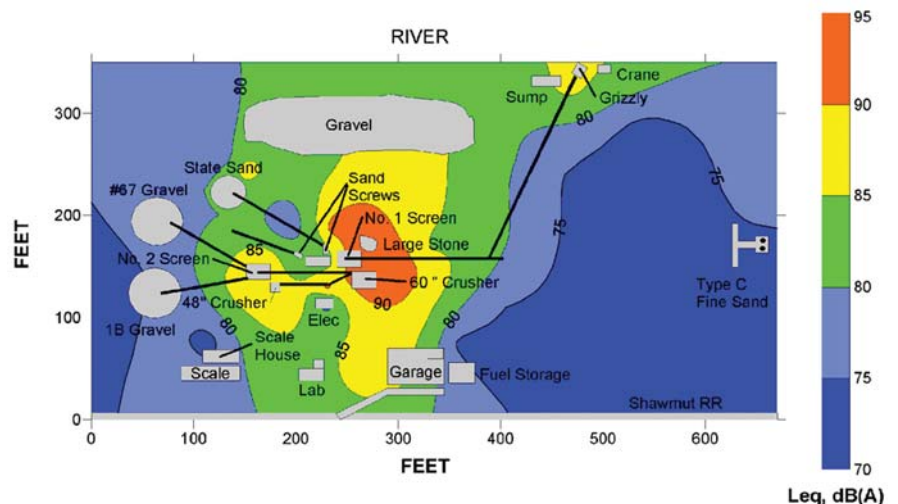 RIVER
80
Crane
Sump
Grizzly
80
300
Gravel
State Sand
#67 Gravel
Sand
Screws
75
75
200
No. 1 Screen
85
Large Stone
No. 2 Screen
60 " Crusher
Type C
Fine Sand
48" Crusher
90
100
1B Gravel
80
Elec
80
Scale
House
85
Scale
Lab
Garage
Fuel Storage
Shawmut RR
0
0
100
200
300
400
500
600
FEET
FEET
95
90
85
80
75
70
Leq, dB(A)